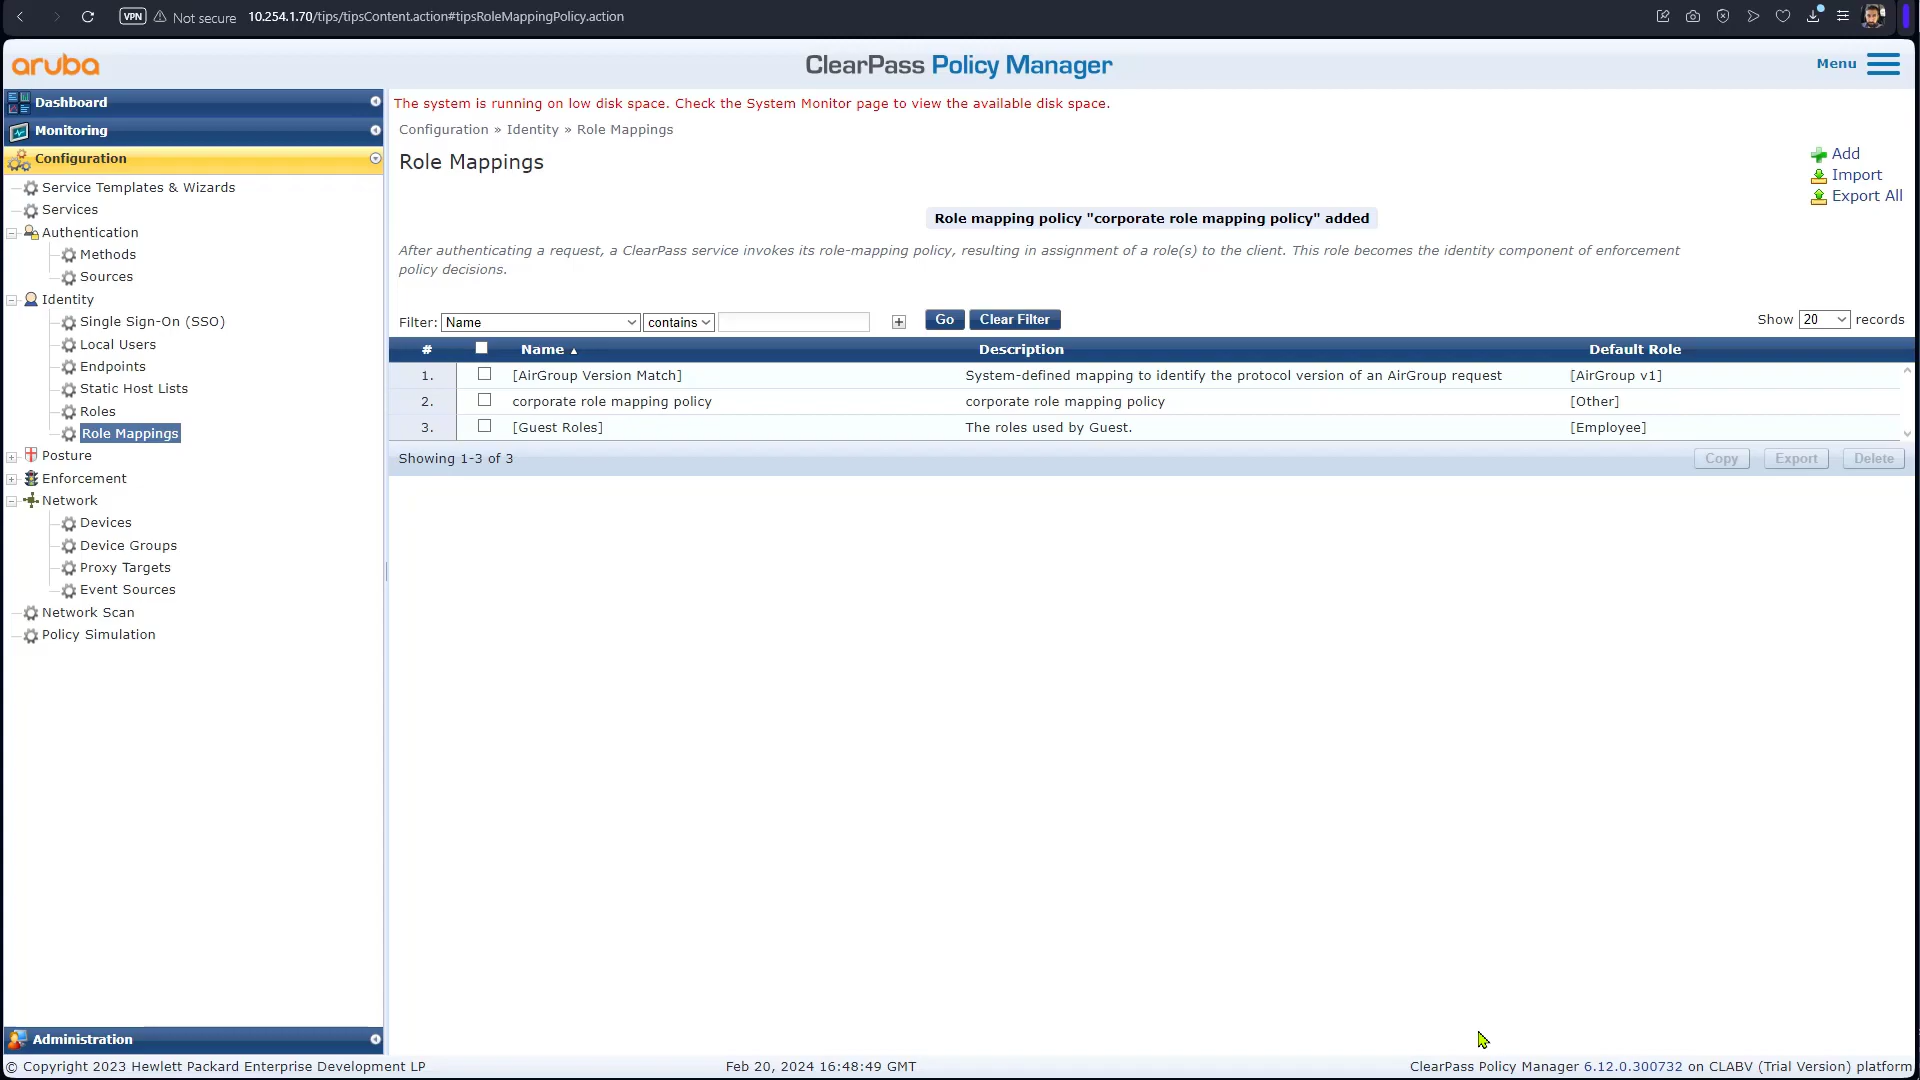 VPN
Not secure
10.254.1.70/tips/tipsContent.action#tipsRoleMappingPolicy.action
aruba
ClearPass Policy Manager
Menu
Dashboard
Monitoring
Configuration
Service Templates & Wizards
Services
Authentication
Methods
Sources
Identity
Single Sign-On (SSO)
Local Users
Endpoints
Static Host Lists
Roles
Role Mappings
Posture
Enforcement
Network
Devices
Device Groups
Proxy Targets
Event Sources
Network Scan
Policy Simulation
Administration
The system is running on low disk space. Check the System Monitor page to view the available disk space.
Configuration » Identity » Role Mappings
Role Mappings
Add
Import
Export All
Role mapping policy "corporate role mapping policy" added
After authenticating a request, a ClearPass service invokes its role-mapping policy, resulting in assignment of a role(s) to the client. This role becomes the identity component of enforcement
policy decisions.
Filter: Name contains Go Clear Filter Show 20 records
# Name Description Default Role
1. [AirGroup Version Match] System-defined mapping to identify the protocol version of an AirGroup request [AirGroup v1]
2. corporate role mapping policy corporate role mapping policy [Other]
3. [Guest Roles] The roles used by Guest. [Employee]
Showing 1-3 of 3 Copy Export Delete
© Copyright 2023 Hewlett Packard Enterprise Development LP Feb 20, 2024 16:48:49 GMT ClearPass Policy Manager 6.12.0.300732 on CLABV (Trial Version) platform